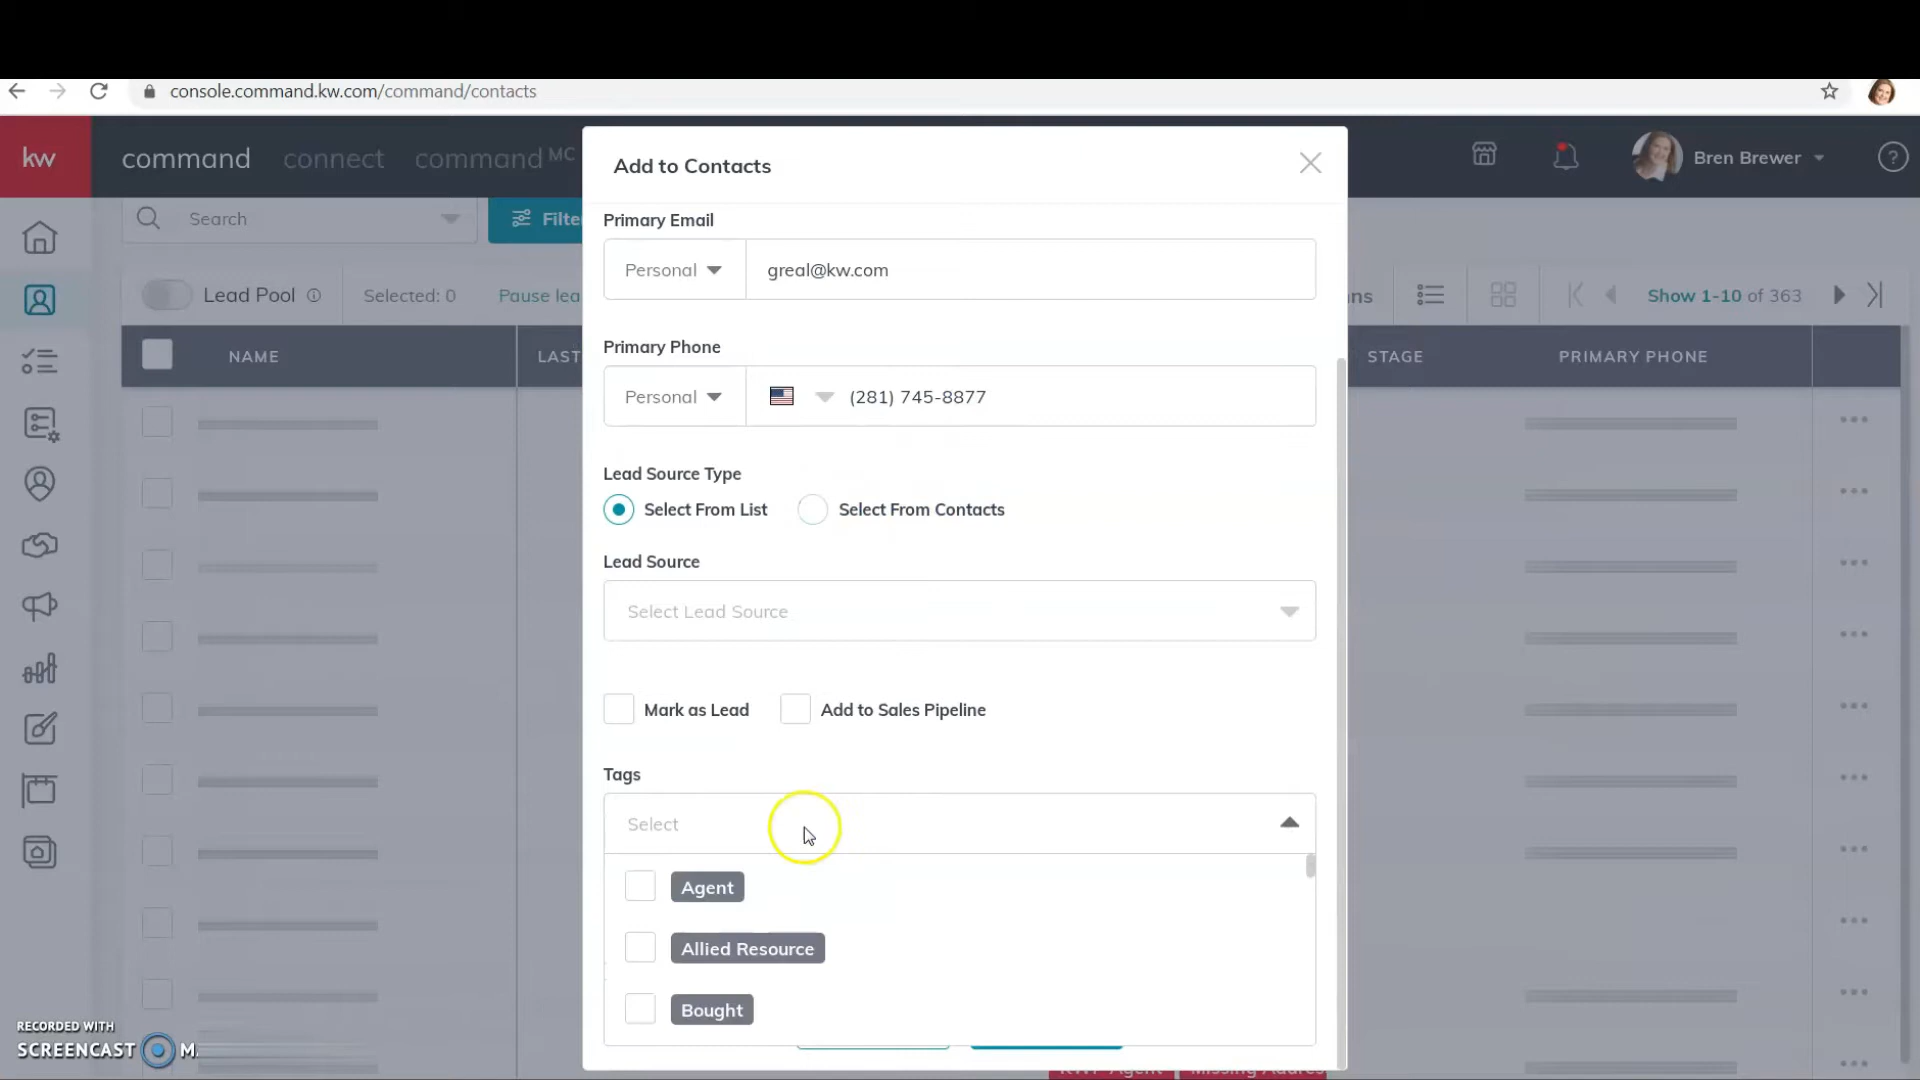 console.command.kw.com/command/contacts
kw
command
connect
command MC
Bren Brewer
Add to Contacts
Search
Filte
Primary Email
Personal
greal@kw.com
Lead Pool
Selected: 0
Pause lea
ns
Show 1-10 of 363
NAME
LAST
STAGE
PRIMARY PHONE
Primary Phone
Personal
(281) 745-8877
Lead Source Type
Select From List
Select From Contacts
Lead Source
Select Lead Source
Mark as Lead
Add to Sales Pipeline
Tags
Select
Agent
Allied Resource
Bought
RECORDED WITH
SCREENCAST M